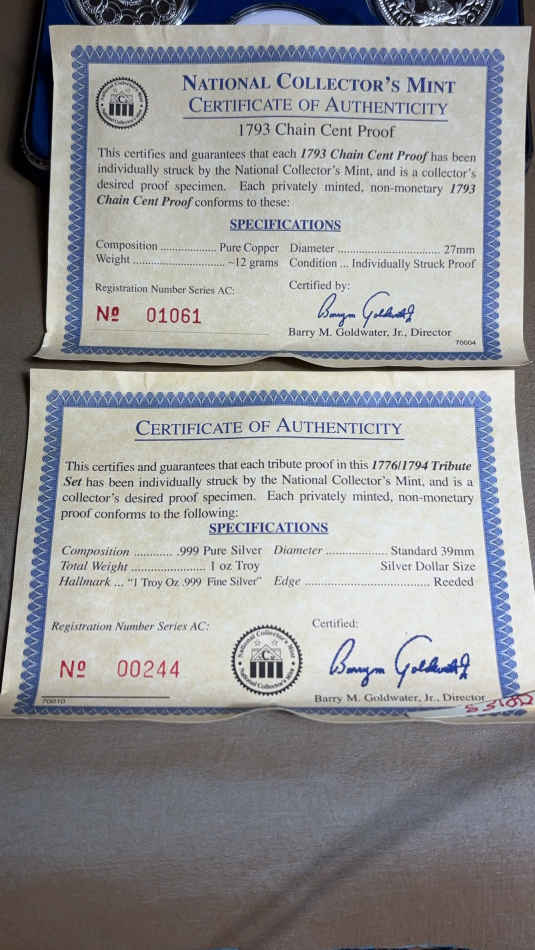 NATIONAL COLLECTOR'S MINT
CERTIFICATE OF AUTHENTICITY
1793 Chain Cent Proof
This certifies and guarantees that each 1793 Chain Cent Proof has been
individually struck by the National Collector's Mint, and is a collector's
desired proof specimen. Each privately minted, non-monetary 1793
Chain Cent Proof conforms to these:
SPECIFICATIONS
Composition ................... Pure Copper Diameter ................................... 27mm
Weight ............................... ~12 grams Condition ... Individually Struck Proof
Registration Number Series AC: Certified by:
Nº 01061
Barry M. Goldwater, Jr., Director
70004
CERTIFICATE OF AUTHENTICITY
This certifies and guarantees that each tribute proof in this 1776/1794 Tribute
Set has been individually struck by the National Collector's Mint, and is a
collector's desired proof specimen. Each privately minted, non-monetary
proof conforms to the following:
SPECIFICATIONS
Composition ............ .999 Pure Silver Diameter ................... Standard 39mm
Total Weight ......................... 1 oz Troy Silver Dollar Size
Hallmark ... "1 Troy Oz .999 Fine Silver" Edge ...................................... Reeded
Registration Number Series AC: Certified:
National Collector's Mint
C
National Collector's Mint
Nº 00244
Barry M. Goldwater, Jr., Director
70010